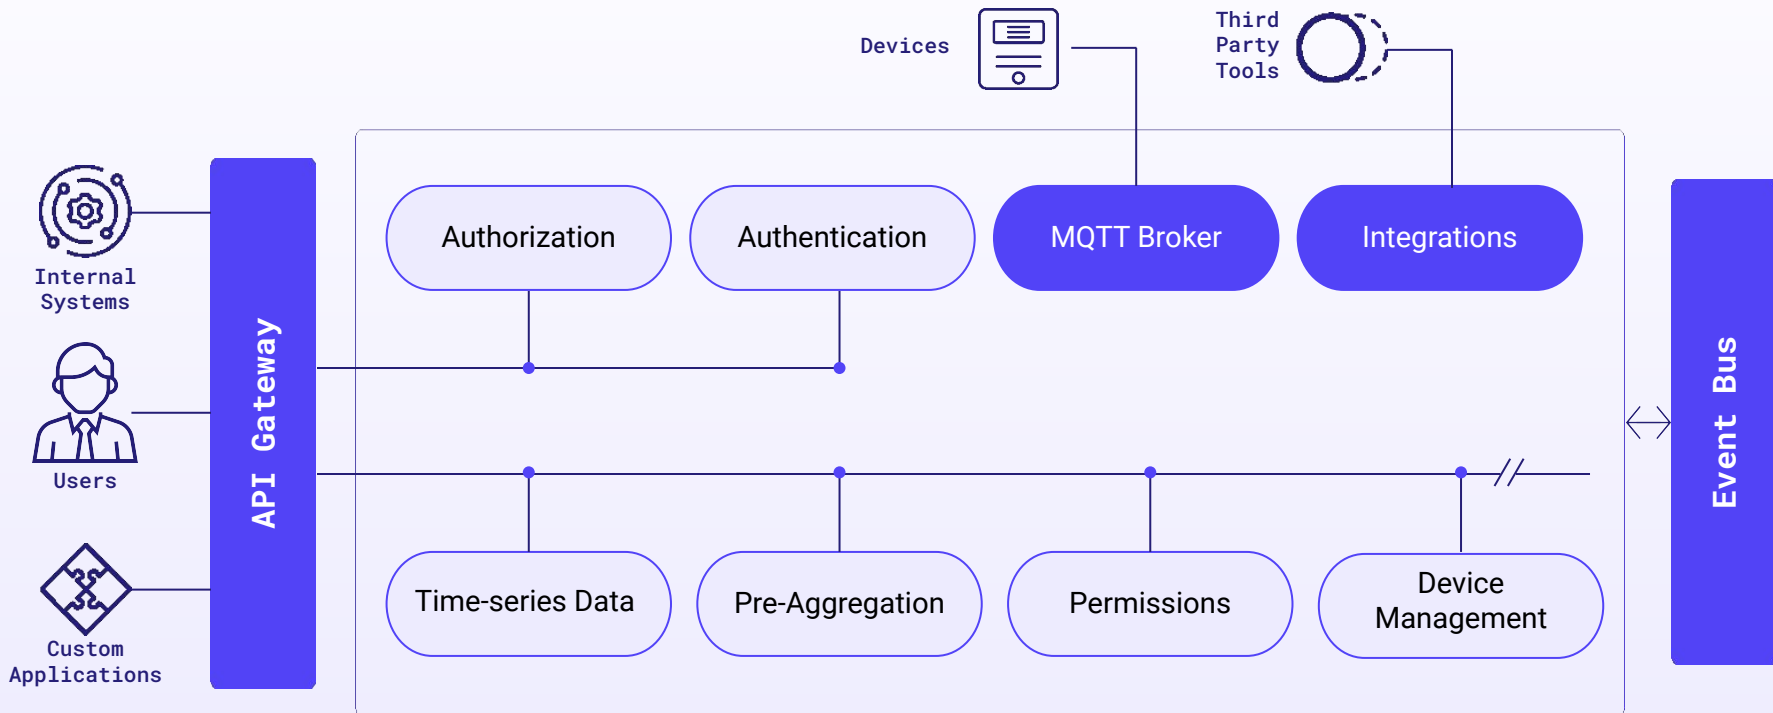 Devices
Third
Party
Tools
Internal
Systems
Users
Custom
Applications
API Gateway
Authorization
Authentication
MQTT Broker
Integrations
Time-series Data
Pre-Aggregation
Permissions
Device
Management
Event Bus